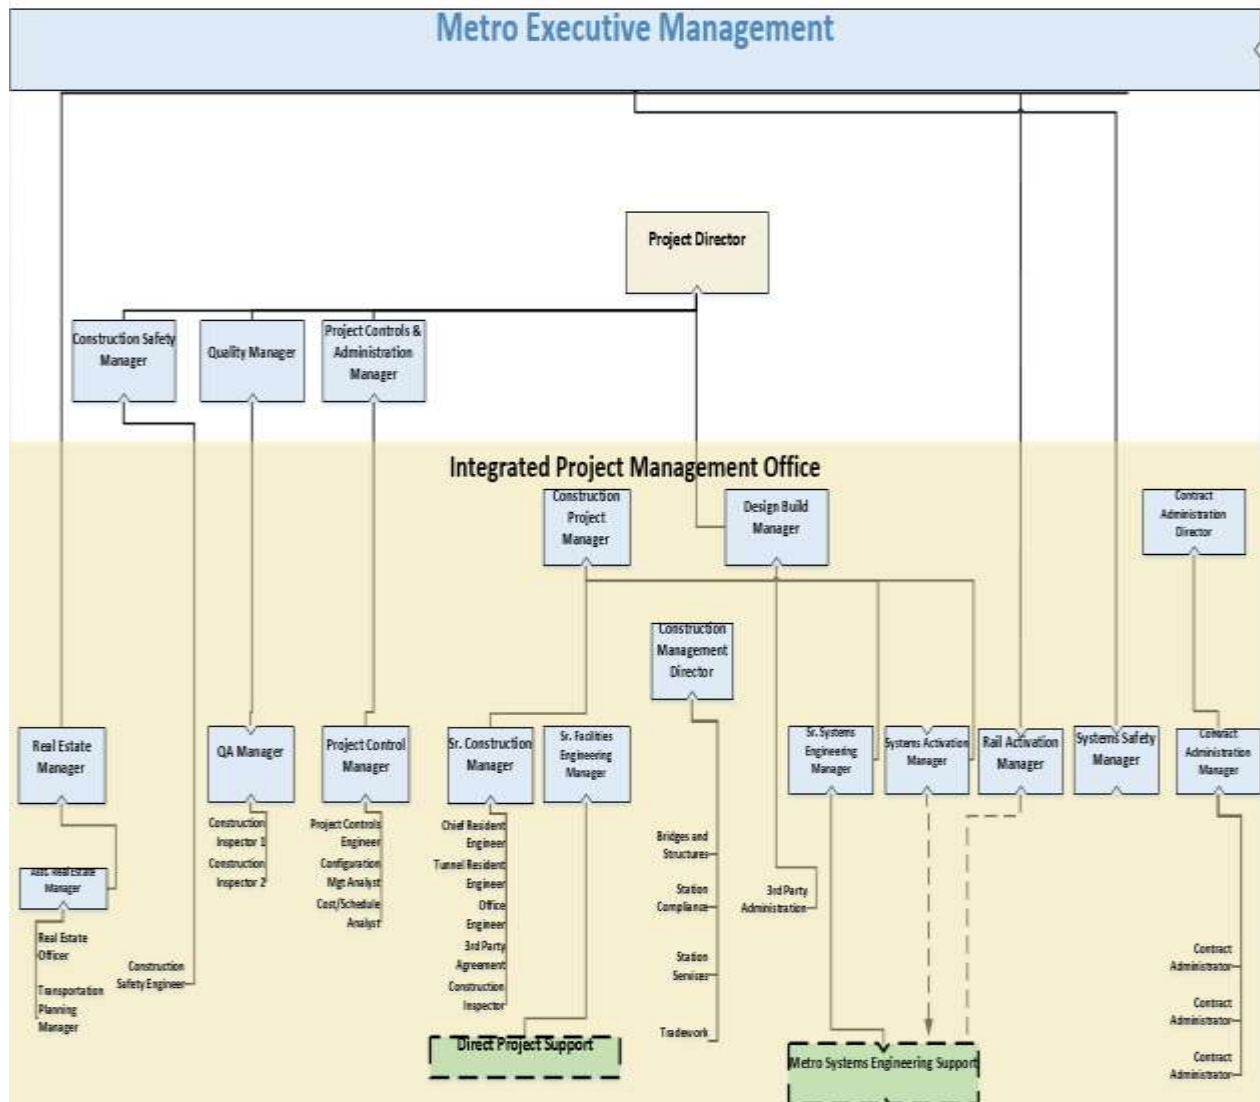 Metro Executive Management
Project Director
Construction Safety
Manager
Quality Manager
Project Controls &
Administration
Manager
Integrated Project Management Office
Construction
Project
Manager
Design Build
Manager
Contract
Administration
Director
Construction
Management
Director
Real Estate
Manager
QA Manager
Project Control
Manager
Sr. Construction
Manager
Sr. Facilities
Engineering
Manager
Sr. Systems
Engineering
Manager
Systems Activation
Manager
Rail Activation
Manager
Systems Safety
Manager
Contract
Administration
Manager
Asst. Real Estate
Manager
Real Estate
Officer
Transportation
Planning
Manager
Construction
Safety Engineer
Construction
Inspector 1
Construction
Inspector 2
Project Controls
Engineer
Configuration
Mgt Analyst
Cost/Schedule
Analyst
Chief Resident
Engineer
Tunnel Resident
Engineer
Office
Engineer
3rd Party
Agreement
Construction
Inspector
Bridges and
Structures
Station
Compliance
Station
Services
Tradework
3rd Party
Administration
Contract
Administrator
Contract
Administrator
Contract
Administrator
Direct Project Support
Metro Systems Engineering Support